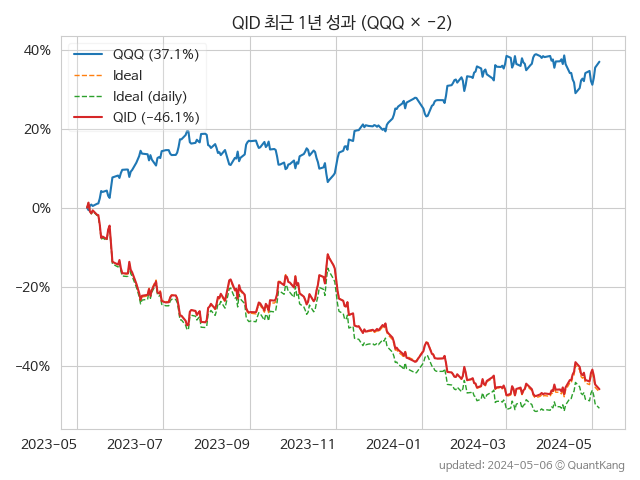 QID 최근 1년 성과 (QQQ × −2)
QQQ (37.1%)
Ideal
Ideal (daily)
QID (−46.1%)
40%
20%
0%
−20%
−40%
2023-05 2023-07 2023-09 2023-11 2024-01 2024-03 2024-05
updated: 2024-05-06 © QuantKang